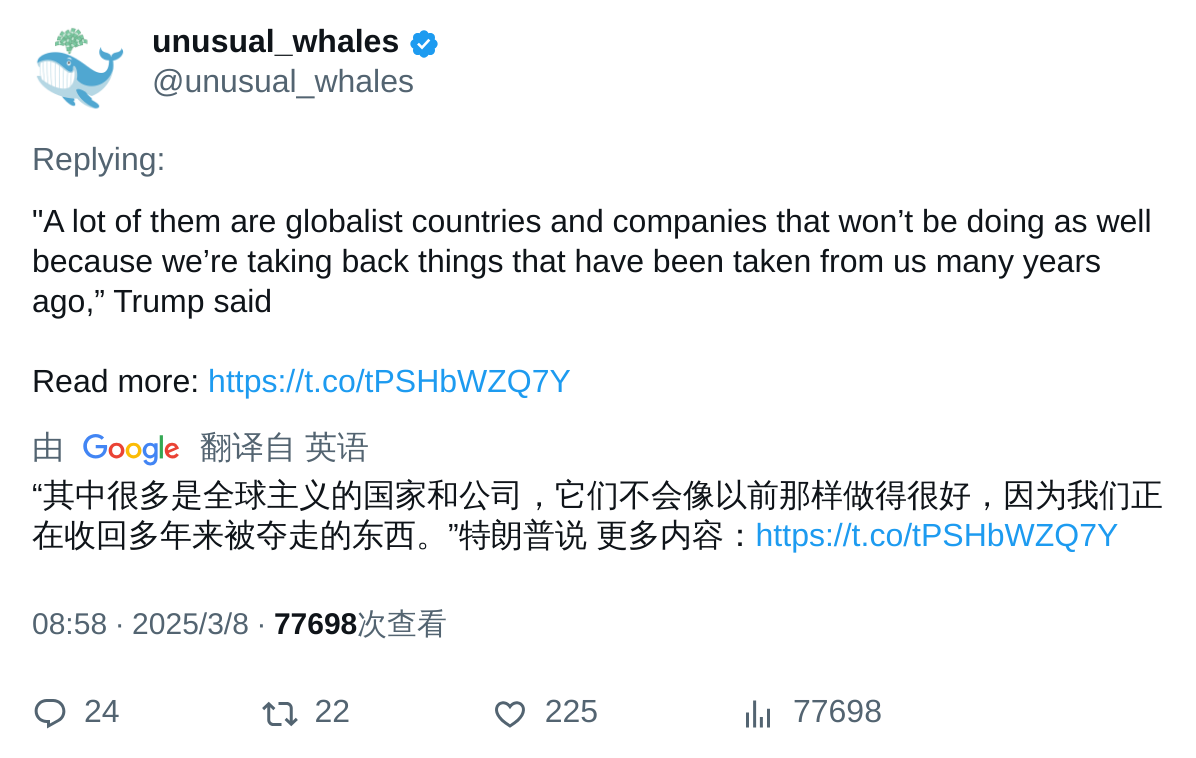 unusual_whales
@unusual_whales
Replying:
"A lot of them are globalist countries and companies that won’t be doing as well
because we’re taking back things that have been taken from us many years
ago,” Trump said
Read more: https://t.co/tPSHbWZQ7Y
由 Google 翻译自 英语
“其中很多是全球主义的国家和公司，它们不会像以前那样做得很好，因为我们正
在收回多年来被夺走的东西。”特朗普说 更多内容：https://t.co/tPSHbWZQ7Y
08:58 · 2025/3/8 · 77698次查看
24 22 225 77698